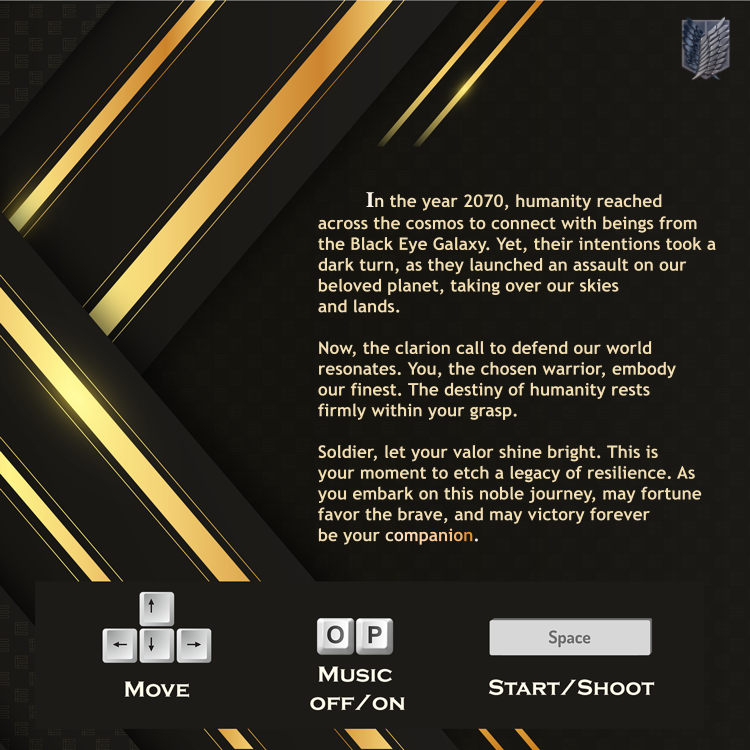 In the year 2070, humanity reached
across the cosmos to connect with beings from
the Black Eye Galaxy. Yet, their intentions took a
dark turn, as they launched an assault on our
beloved planet, taking over our skies
and lands.
Now, the clarion call to defend our world
resonates. You, the chosen warrior, embody
our finest. The destiny of humanity rests
firmly within your grasp.
Soldier, let your valor shine bright. This is
your moment to etch a legacy of resilience. As
you embark on this noble journey, may fortune
favor the brave, and may victory forever
be your companion.
↑
← ↓ →
Move
O P
Music
off/on
Space
Start/Shoot